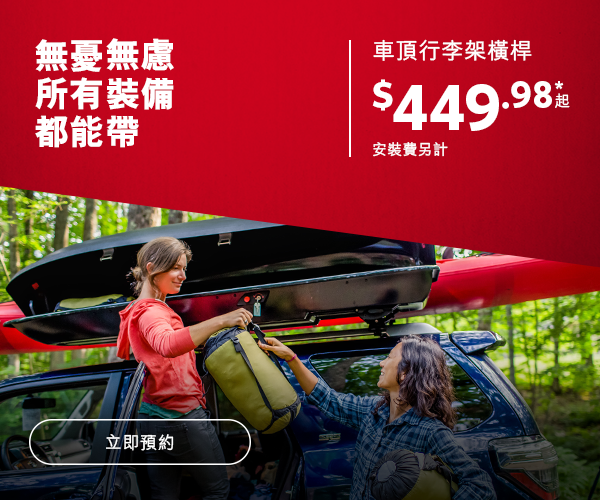 無憂無慮
所有裝備
都能帶
車頂行李架橫桿
$449.98*起
安裝費另計
立即預約